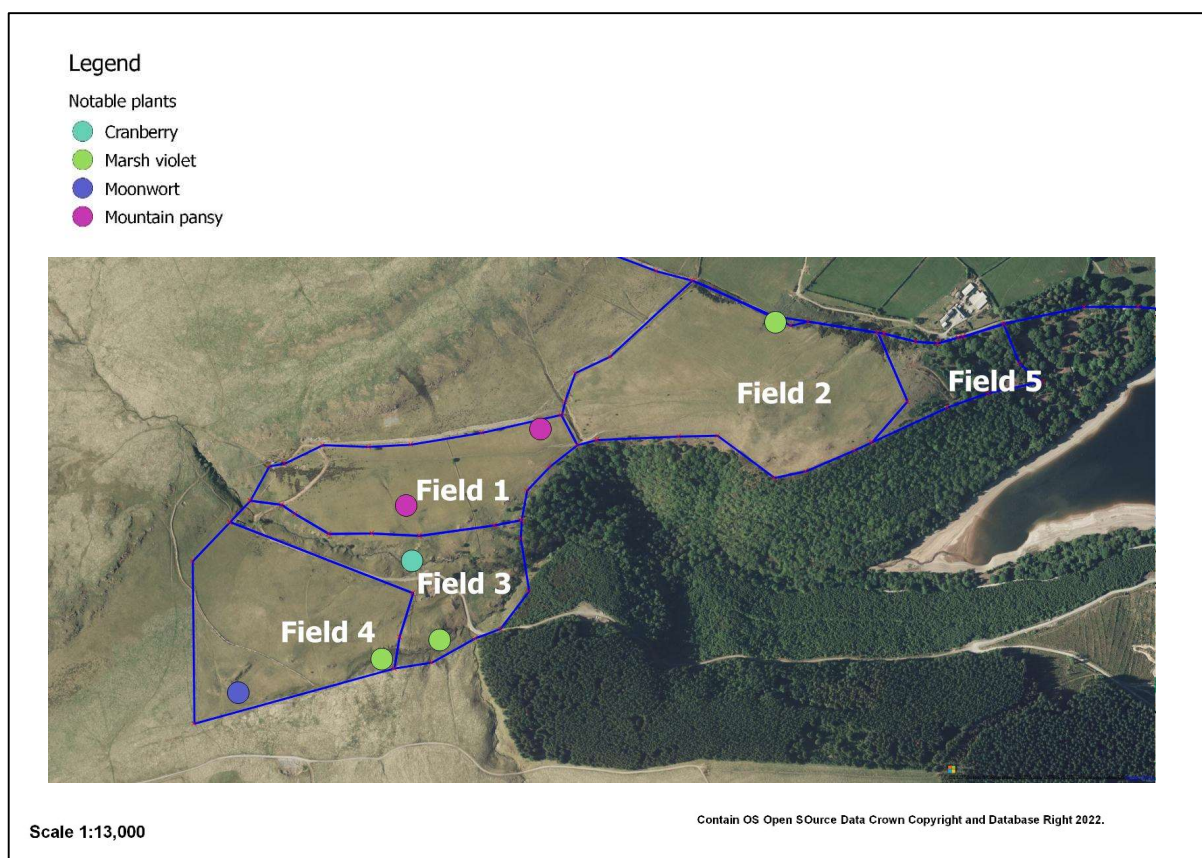 Legend
Notable plants
Cranberry
Marsh violet
Moonwort
Mountain pansy
Field 2
Field 5
Field 1
Field 3
Field 4
Contain OS Open SOurce Data Crown Copyright and Database Right 2022.
Scale 1:13,000